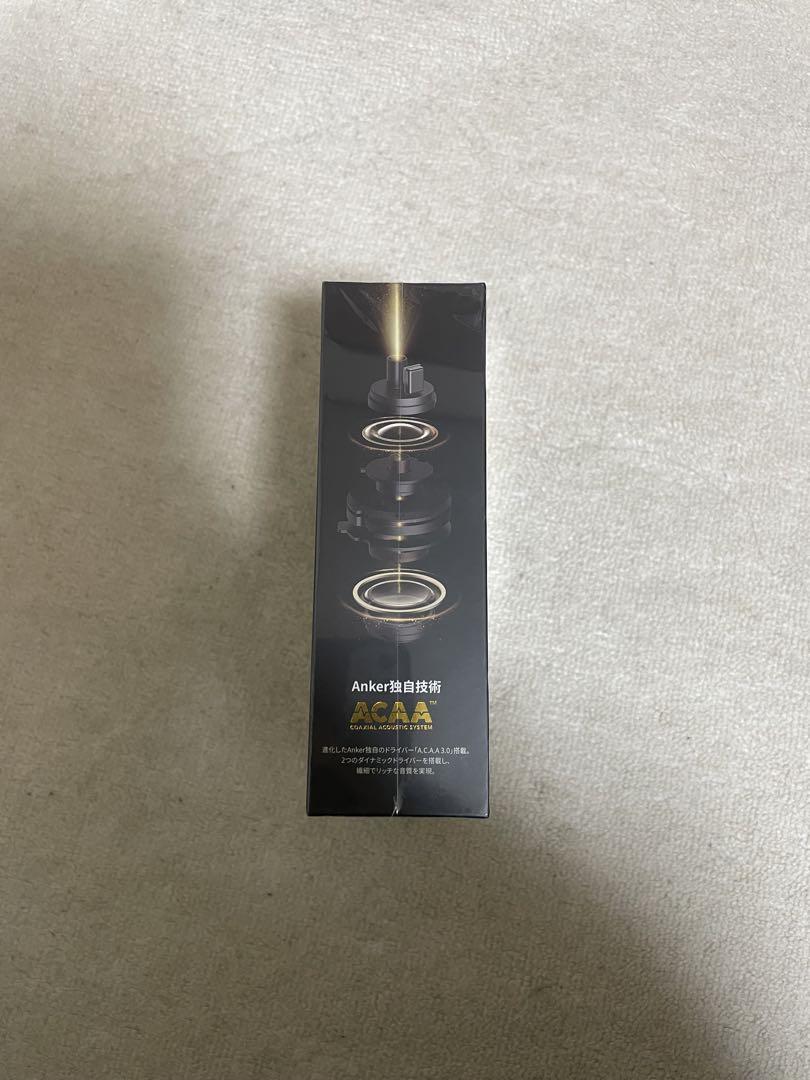 Anker独自技術
ACAA™
COAXIAL ACOUSTIC SYSTEM
進化したAnker独自のドライバー「A.C.A.A 3.0」搭載。
2つのダイナミックドライバーを搭載し、
繊細でリッチな音質を実現。